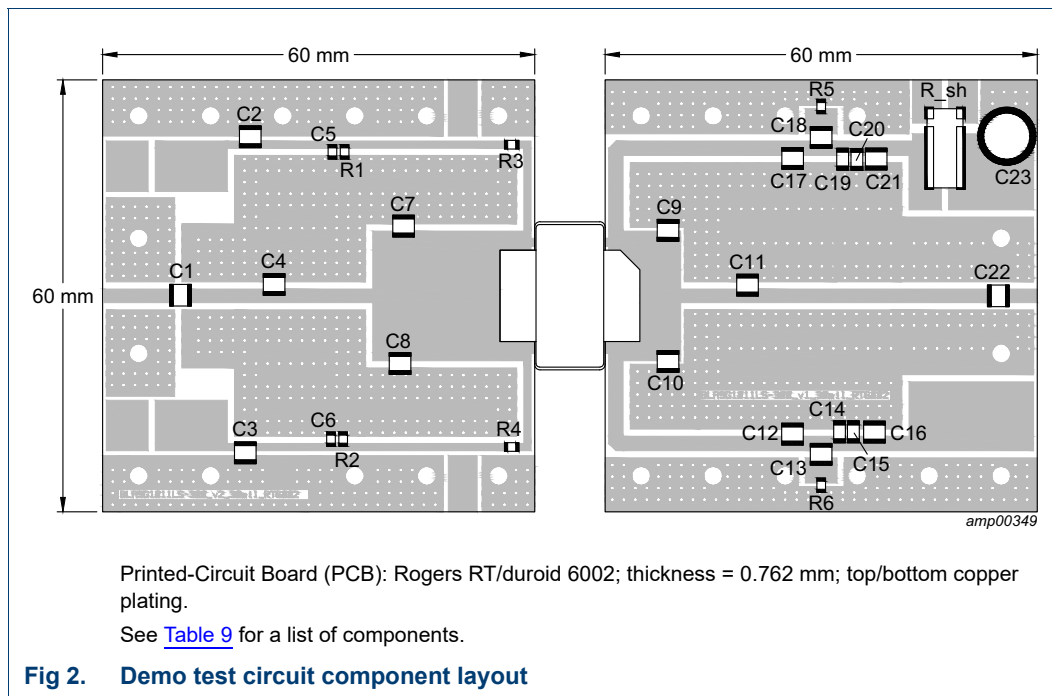 60 mm
60 mm
60 mm
C2
C5
R1
R3
C7
C4
C1
C8
C3
C6
R2
R4
R5
R_sh
C18
C20
C17
C19
C21
C23
C9
C11
C22
C10
C14
C12
C16
C13
C15
R6
amp00349
Printed-Circuit Board (PCB): Rogers RT/duroid 6002; thickness = 0.762 mm; top/bottom copper
plating.
See Table 9 for a list of components.
Fig 2. Demo test circuit component layout